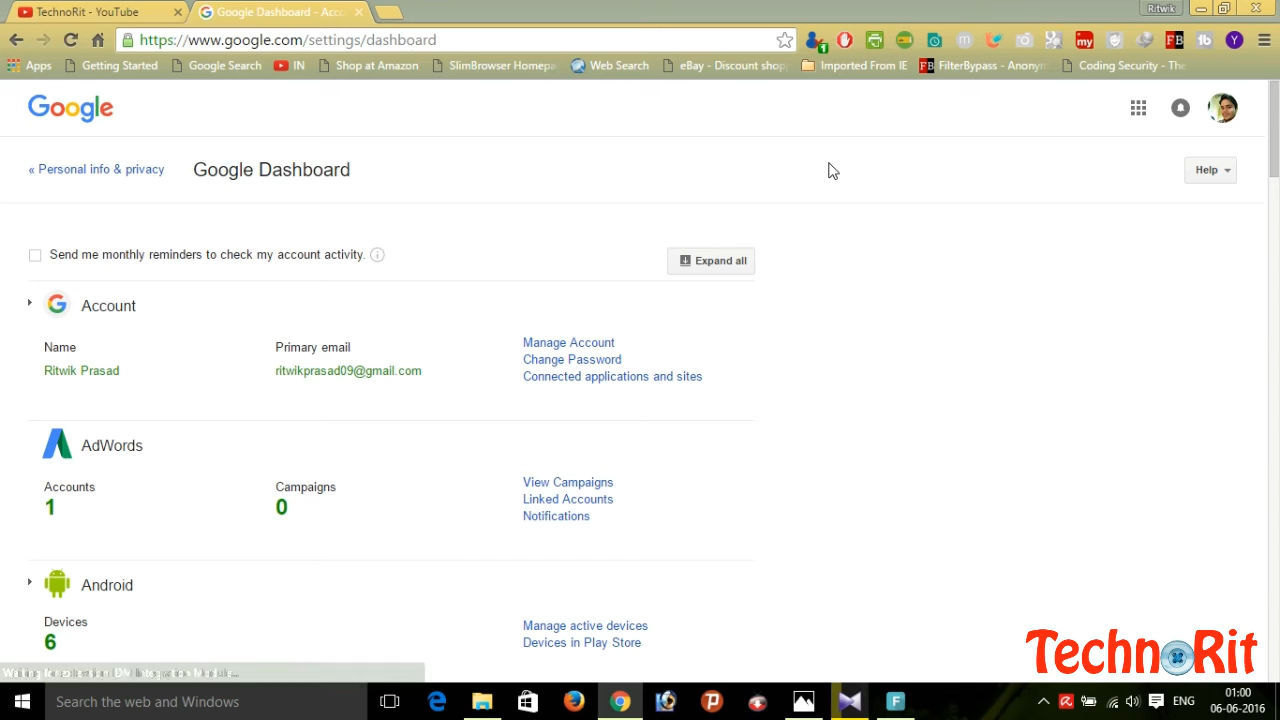 TechnoRit - YouTube
Google Dashboard - Acco
Ritwik
https://www.google.com/settings/dashboard
Apps
Getting Started
Google Search
IN
Shop at Amazon
SlimBrowser Homepa
Web Search
eBay - Discount shopp
Imported From IE
FilterBypass - Anonym
Coding Security - The
Google
« Personal info & privacy
Google Dashboard
Help
Send me monthly reminders to check my account activity.
Expand all
Account
Name
Primary email
Manage Account
Change Password
Ritwik Prasad
ritwikprasad09@gmail.com
Connected applications and sites
AdWords
Accounts
Campaigns
View Campaigns
1
0
Linked Accounts
Notifications
Android
Devices
Manage active devices
6
Devices in Play Store
TechnoRit
Search the web and Windows
ENG
01:00
06-06-2016